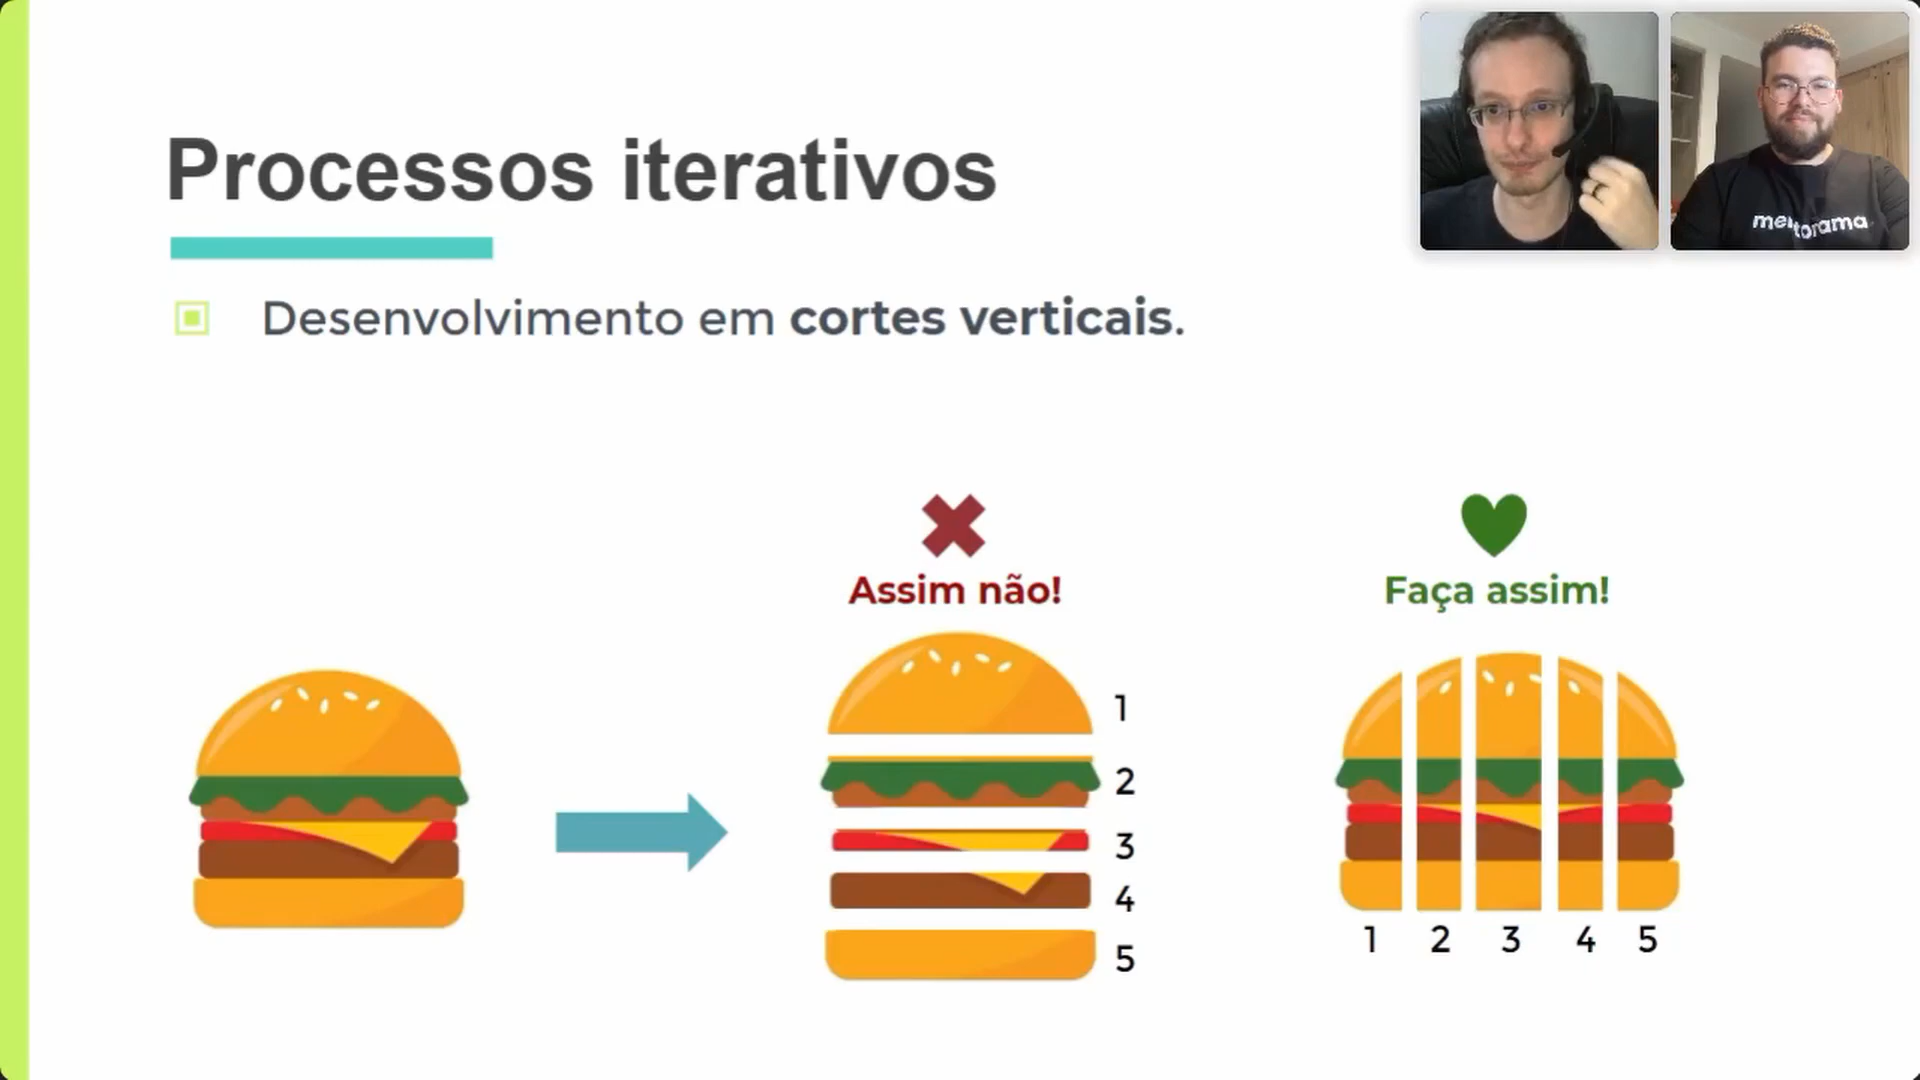 Processos iterativos
Desenvolvimento em cortes verticais.
mentorama
Assim não!
Faça assim!
1
2
3
4
5
1 2 3 4 5